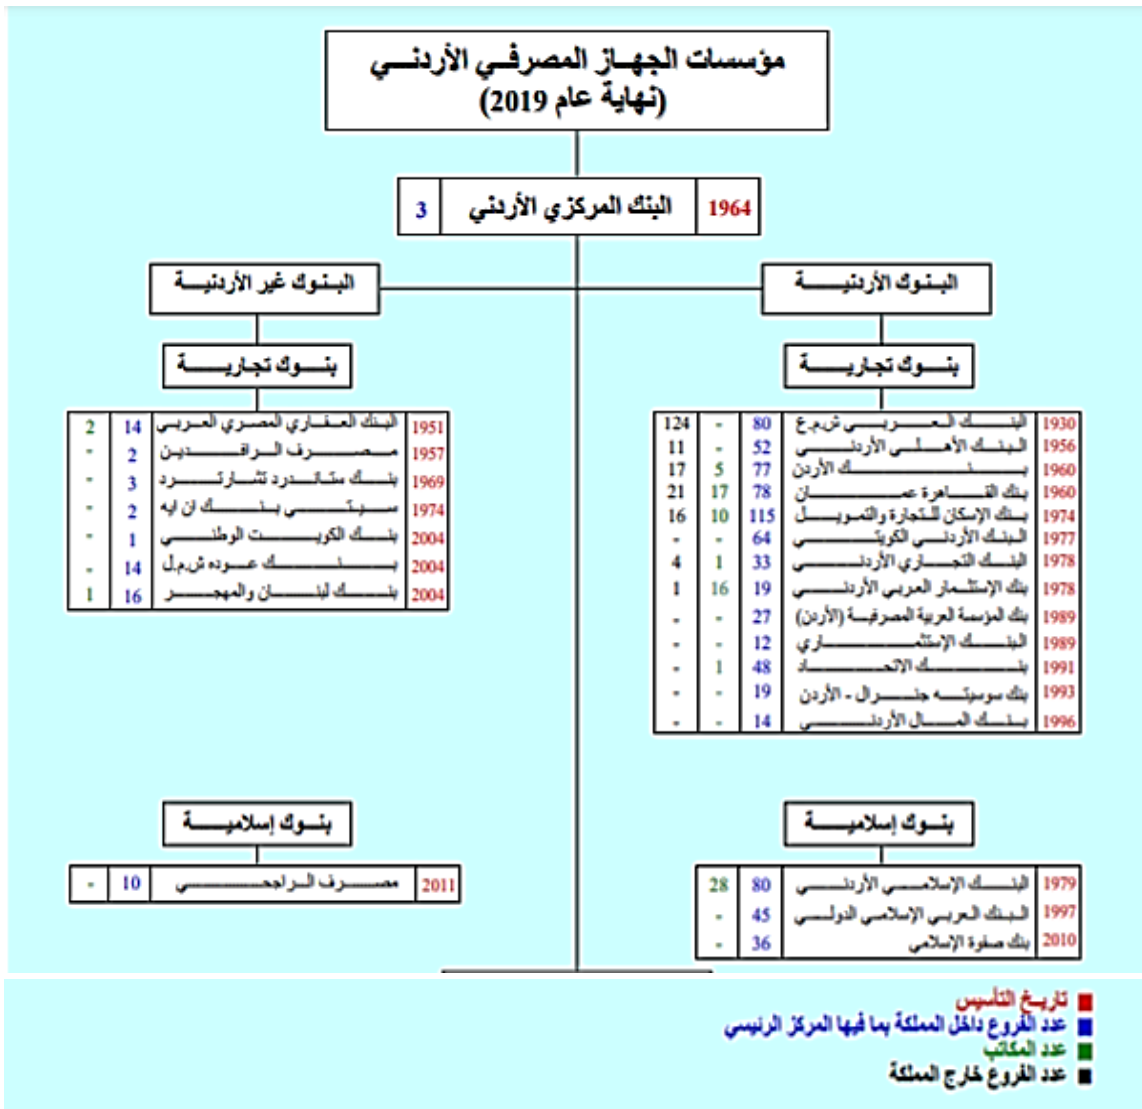 مؤسسات الجهاز المصرفي الأردني
(نهاية عام 2019)
1964 البنك المركزي الأردني 3
البنوك الأردنية
بنوك تجارية
1930 البنك العربي ش.م.ع 80 - 124
1956 البنك الأهلي الأردني 52 - 11
1960 بنك الأردن 77 5 17
1960 بنك القاهرة عمان 78 17 21
1974 بنك الإسكان للتجارة والتمويل 115 10 16
1977 البنك الأردني الكويتي 64 - -
1978 البنك التجاري الأردني 33 1 4
1978 بنك الإستثمار العربي الأردني 19 16 1
1989 بنك المؤسسة العربية المصرفية (الأردن) 27 - -
1989 البنك الإستثماري 12 - -
1991 بنك الاتحاد 48 1 -
1993 بنك سوسيته جنرال - الأردن 19 - -
1996 بنك المال الأردني 14 - -
بنوك إسلامية
1979 البنك الإسلامي الأردني 80 28
1997 البنك العربي الإسلامي الدولي 45 -
2010 بنك صفوة الإسلامي 36 -
البنوك غير الأردنية
بنوك تجارية
1951 البنك العقاري المصري العربي 14 2
1957 مصرف الرافدين 2 -
1969 بنك ستاندرد تشارترد 3 -
1974 سيتي بنك ان ايه 2 -
2004 بنك الكويت الوطني 1 -
2004 بنك عوده ش.م.ل 14 -
2004 بنك لبنان والمهجر 16 1
بنوك إسلامية
2011 مصرف الراجحي 10 -
تاريخ التأسيس
عدد الفروع داخل المملكة بما فيها المركز الرئيسي
عدد المكاتب
عدد الفروع خارج المملكة